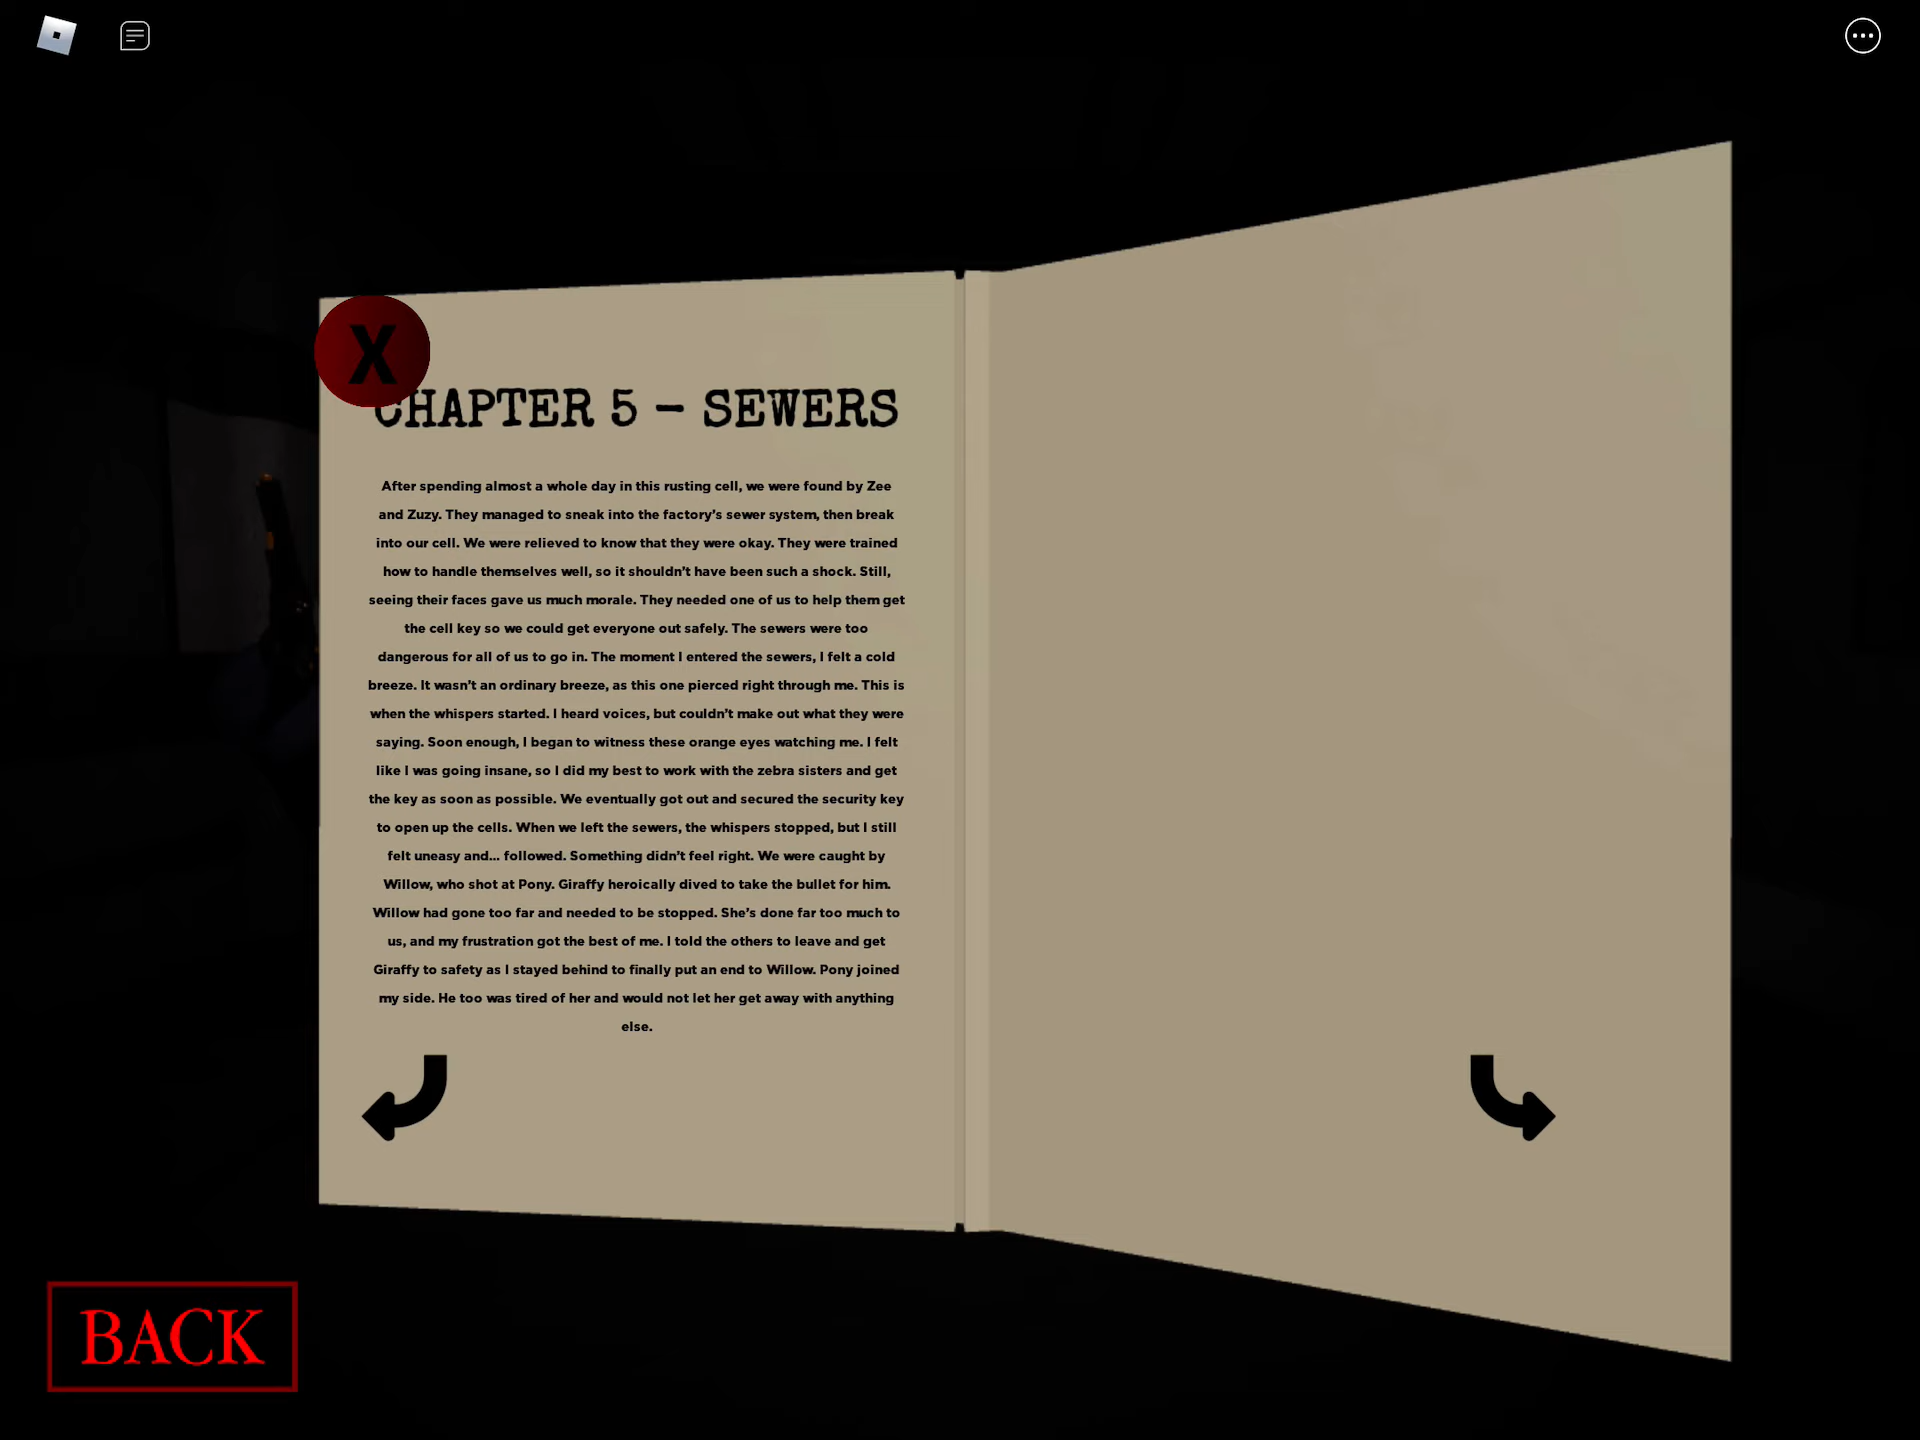 X
CHAPTER 5 – SEWERS
After spending almost a whole day in this rusting cell, we were found by Zee
and Zuzy. They managed to sneak into the factory's sewer system, then break
into our cell. We were relieved to know that they were okay. They were trained
how to handle themselves well, so it shouldn't have been such a shock. Still,
seeing their faces gave us much morale. They needed one of us to help them get
the cell key so we could get everyone out safely. The sewers were too
dangerous for all of us to go in. The moment I entered the sewers, I felt a cold
breeze. It wasn't an ordinary breeze, as this one pierced right through me. This is
when the whispers started. I heard voices, but couldn't make out what they were
saying. Soon enough, I began to witness these orange eyes watching me. I felt
like I was going insane, so I did my best to work with the zebra sisters and get
the key as soon as possible. We eventually got out and secured the security key
to open up the cells. When we left the sewers, the whispers stopped, but I still
felt uneasy and... followed. Something didn't feel right. We were caught by
Willow, who shot at Pony. Giraffy heroically dived to take the bullet for him.
Willow had gone too far and needed to be stopped. She's done far too much to
us, and my frustration got the best of me. I told the others to leave and get
Giraffy to safety as I stayed behind to finally put an end to Willow. Pony joined
my side. He too was tired of her and would not let her get away with anything
else.
BACK